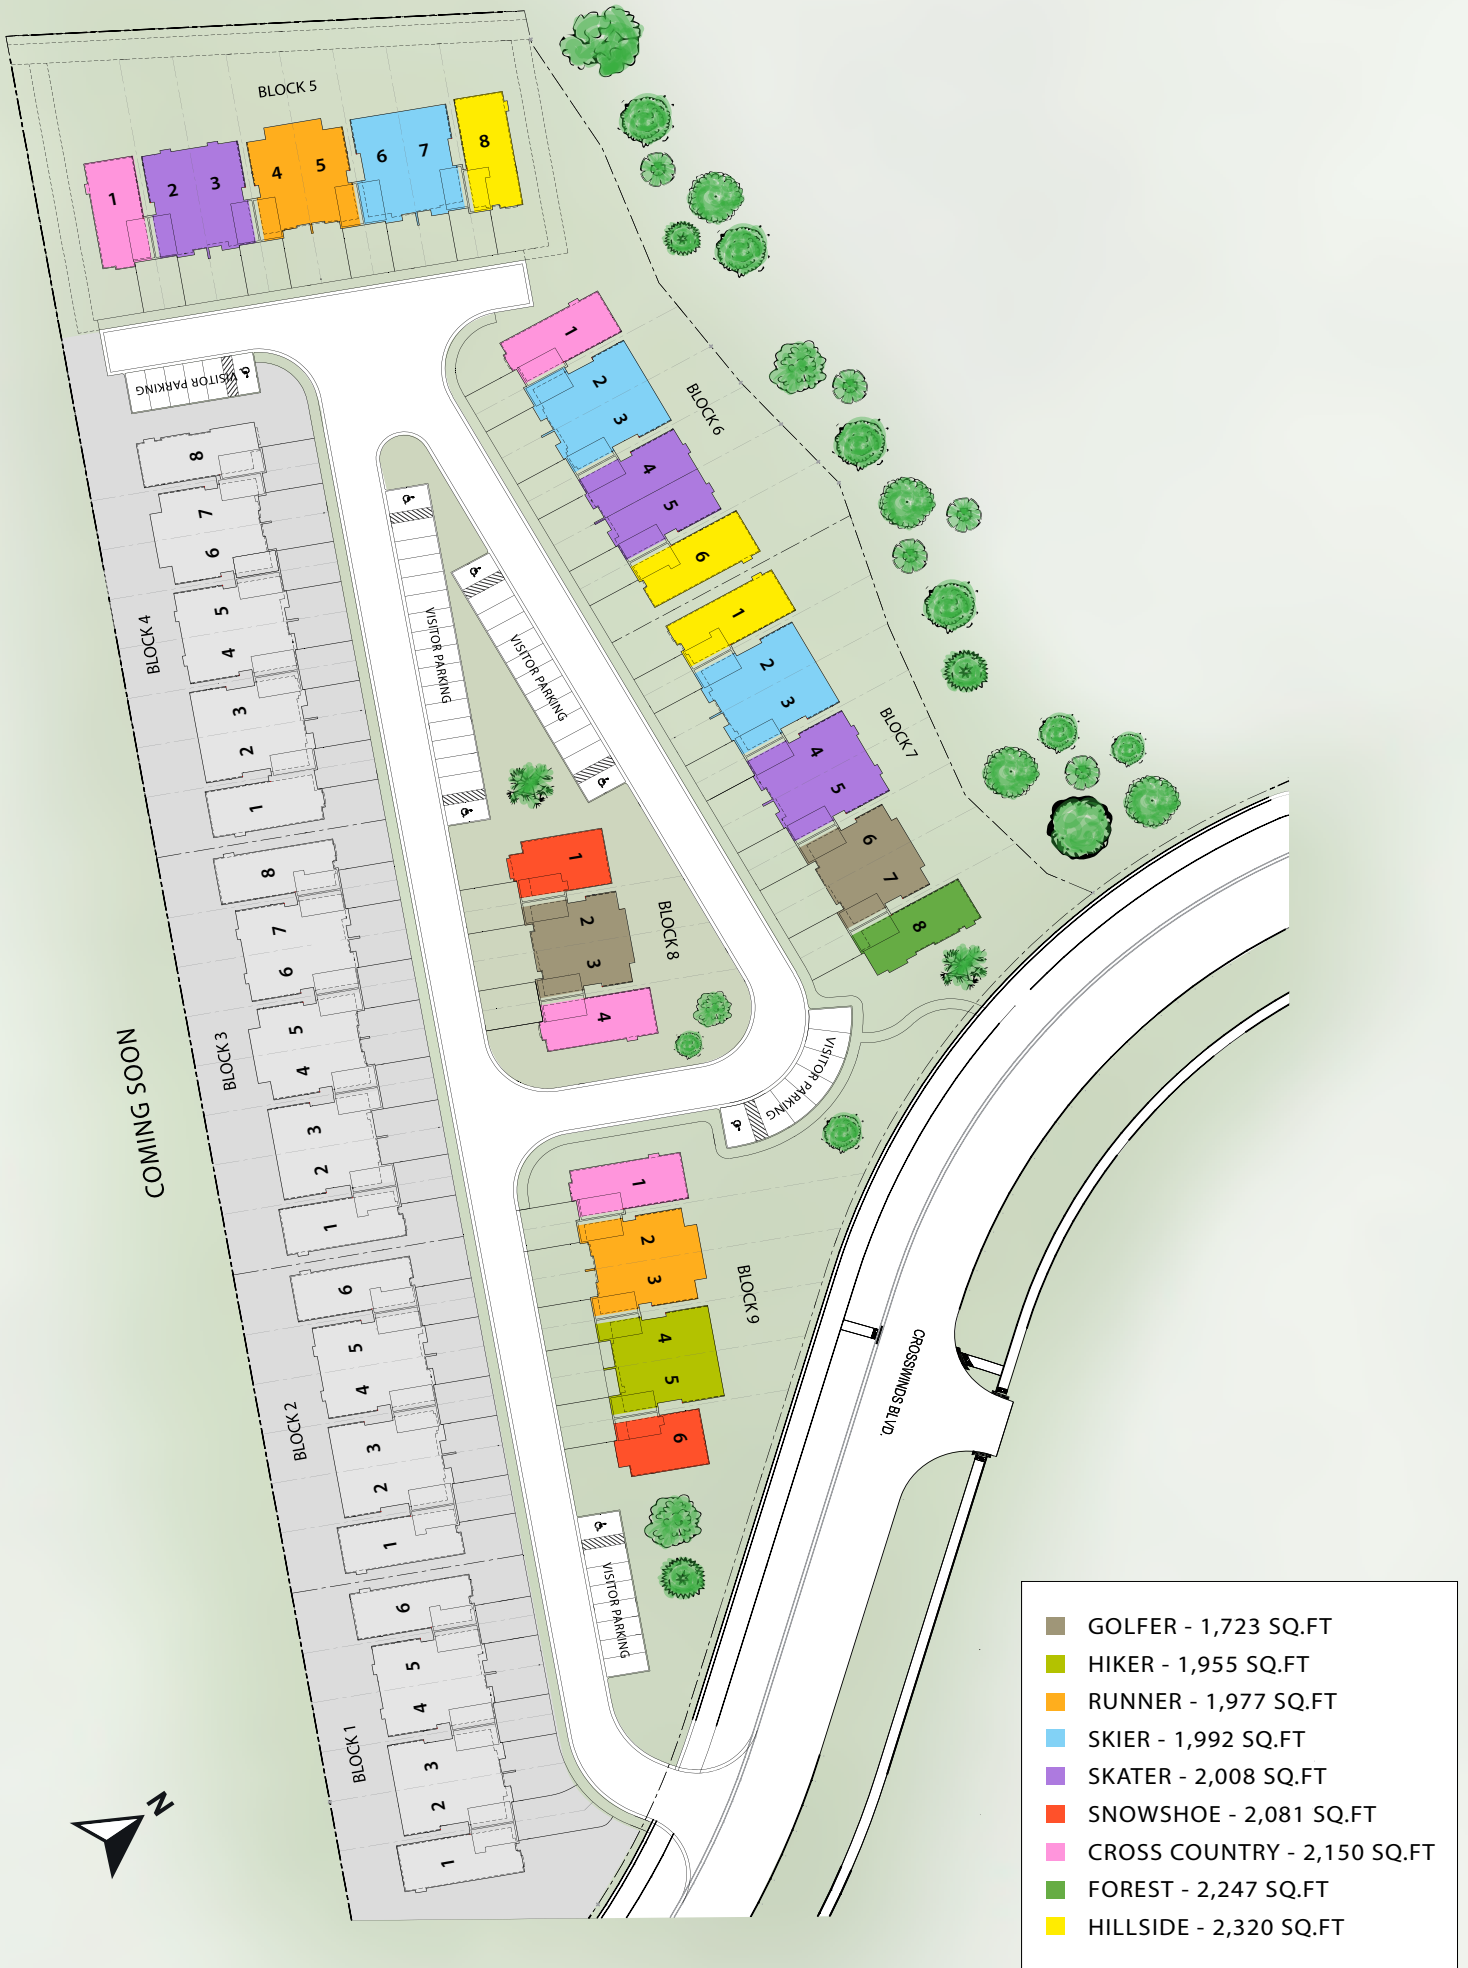 BLOCK 5
1
2
3
4
5
6
7
8
VISITOR PARKING
BLOCK 6
1
2
3
4
5
6
BLOCK 7
1
2
3
4
5
6
7
8
BLOCK 4
8
7
6
5
4
3
2
1
VISITOR PARKING
VISITOR PARKING
BLOCK 8
1
2
3
4
VISITOR PARKING
COMING SOON
BLOCK 3
8
7
6
5
4
3
2
1
BLOCK 9
1
2
3
4
5
6
BLOCK 2
6
5
4
3
2
1
CROSSWINDS BLVD.
VISITOR PARKING
BLOCK 1
6
5
4
3
2
1
N
GOLFER - 1,723 SQ.FT
HIKER - 1,955 SQ.FT
RUNNER - 1,977 SQ.FT
SKIER - 1,992 SQ.FT
SKATER - 2,008 SQ.FT
SNOWSHOE - 2,081 SQ.FT
CROSS COUNTRY - 2,150 SQ.FT
FOREST - 2,247 SQ.FT
HILLSIDE - 2,320 SQ.FT